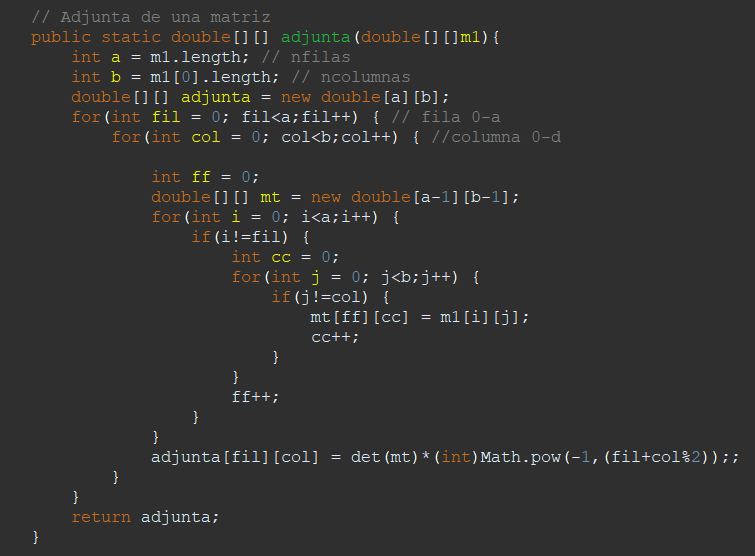 // Adjunta de una matriz
public static double[][] adjunta(double[][]m1){
    int a = m1.length; // nfilas
    int b = m1[0].length; // ncolumnas
    double[][] adjunta = new double[a][b];
    for(int fil = 0; fil<a;fil++) { // fila 0-a
        for(int col = 0; col<b;col++) { //columna 0-d
            int ff = 0;
            double[][] mt = new double[a-1][b-1];
            for(int i = 0; i<a;i++) {
                if(i!=fil) {
                    int cc = 0;
                    for(int j = 0; j<b;j++) {
                        if(j!=col) {
                            mt[ff][cc] = m1[i][j];
                            cc++;
                        }
                    }
                    ff++;
                }
            }
            adjunta[fil][col] = det(mt)*(int)Math.pow(-1,(fil+col%2));;
        }
    }
    return adjunta;
}